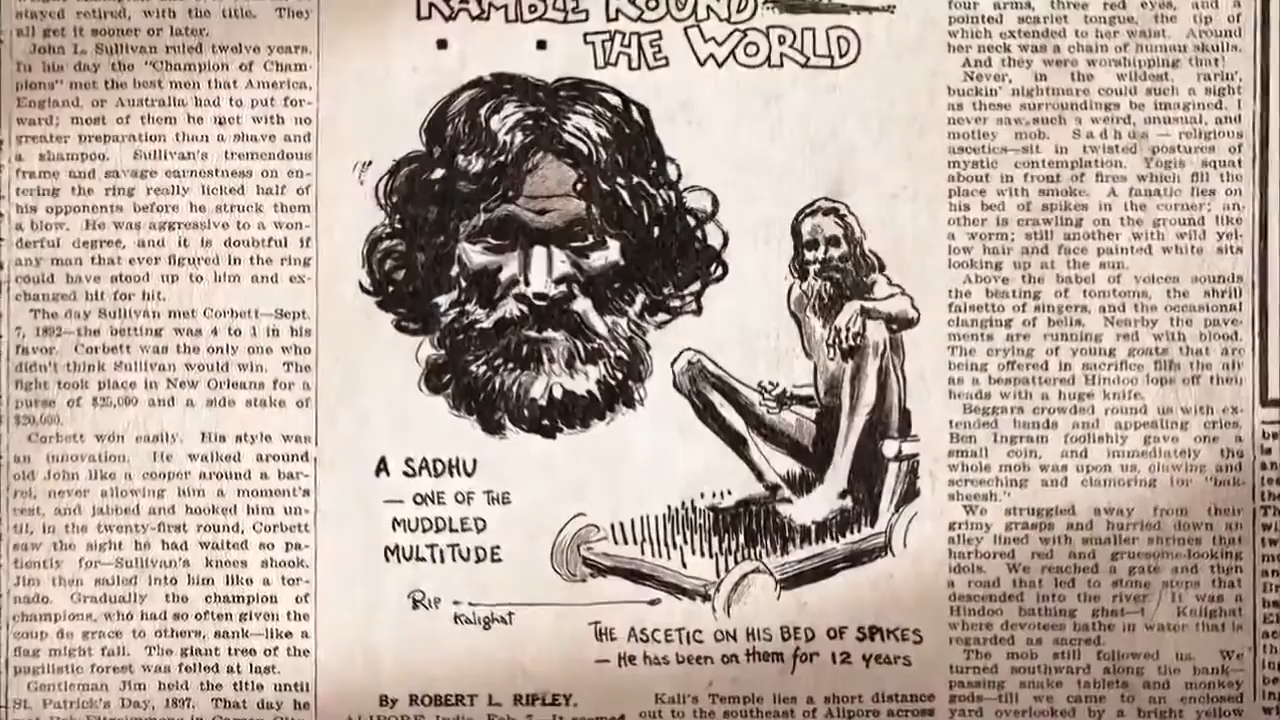 stayed retired, with the title. They
all get it sooner or later.
John L. Sullivan ruled twelve years.
In his day the "Champion of Cham-
pions" met the best men that America,
England, or Australia had to put for-
ward; most of them he met with no
greater preparation than a shave and
a shampoo. Sullivan's tremendous
frame and savage earnestness on en-
tering the ring really licked half of
his opponents before he struck them
a blow. He was aggressive to a won-
derful degree, and it is doubtful if
any man that ever figured in the ring
could have stood up to him and ex-
changed hit for hit.
The day Sullivan met Corbett—Sept.
7, 1892—the betting was 4 to 1 in his
favor. Corbett was the only one who
didn't think Sullivan would win. The
fight took place in New Orleans for a
purse of $25,000 and a side stake of
$20,000.
Corbett won easily. His style was
an innovation. He walked around
old John like a cooper around a bar-
rel, never allowing him a moment's
rest, and jabbed and hooked him un-
til, in the twenty-first round, Corbett
saw the sight he had waited so pa-
tiently for—Sullivan's knees shook.
Jim then sailed into him like a tor-
nado. Gradually the champion of
champions, who had so often given the
coup de grace to others, sank—like a
flag might fall. The giant tree of the
pugilistic forest was felled at last.
Gentleman Jim held the title until
St. Patrick's Day, 1897. That day he
RAMBLE ROUND
THE WORLD
A SADHU
— ONE OF THE
MUDDLED
MULTITUDE
RIP
Kalighat
THE ASCETIC ON HIS BED OF SPIKES
— He has been on them for 12 years
By ROBERT L. RIPLEY.
ALIPORE, India, Feb. 7—It seemed
Kali's Temple lies a short distance
out to the southeast of Alipore across
four arms, three red eyes, and a
pointed scarlet tongue, the tip of
which extended to her waist. Around
her neck was a chain of human skulls.
And they were worshipping that!
Never, in the wildest, rarin',
buckin' nightmare could such a sight
as these surroundings be imagined. I
never saw such a weird, unusual, and
motley mob. Sadhus — religious
ascetics—sit in twisted postures of
mystic contemplation. Yogis squat
about in front of fires which fill the
place with smoke. A fanatic lies on
his bed of spikes in the corner; an-
other is crawling on the ground like
a worm; still another with wild yel-
low hair and face painted white sits
looking up at the sun.
Above the babel of voices sounds
the beating of tomtoms, the shrill
falsetto of singers, and the occasional
clanging of bells. Nearby the pave-
ments are running red with blood.
The crying of young goats that are
being offered in sacrifice fills the air
as a bespattered Hindoo lops off their
heads with a huge knife.
Beggars crowded round us with ex-
tended hands and appealing cries.
Ben Ingram foolishly gave one a
small coin, and immediately the
whole mob was upon us, clawing and
screeching and clamoring for "bak-
sheesh."
We struggled away from their
grimy grasps and hurried down an
alley lined with smaller shrines that
harbored red and gruesome-looking
idols. We reached a gate and then
a road that led to stone steps that
descended into the river. It was a
Hindoo bathing ghat—t Kalighat
where devotees bathe in water that is
regarded as sacred.
The mob still followed us. We
turned southward along the bank—
passing snake tablets and monkey
gods—till we came to an enclosed
yard overlooked by a bright yellow